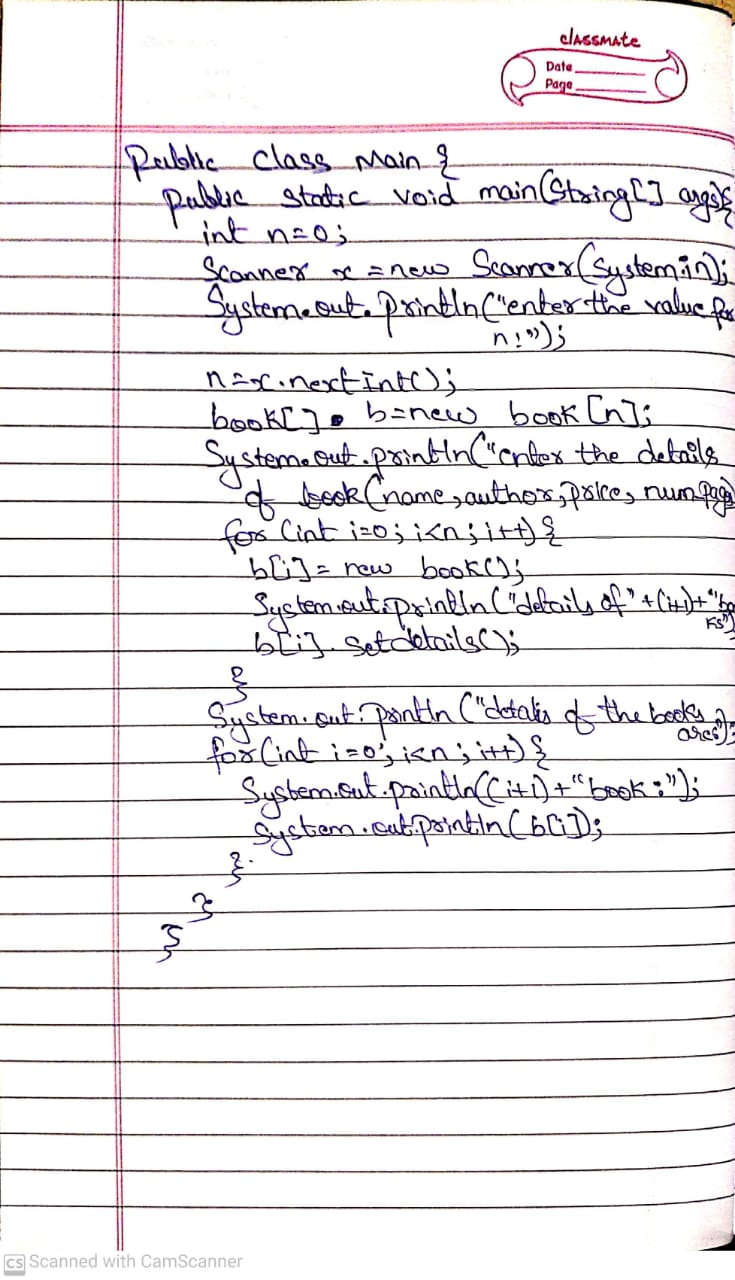 classmate
Date
Page
Public class Main {
public static void main(String[] args){
int n=0;
Scanner x = new Scanner(System.in);
System.out.println("enter the value for
n:");
n=x.nextInt();
book[] b=new book[n];
System.out.println("enter the details
of book(name,author,price,num.page)
for (int i=0; i<n; i++) {
b[i] = new book();
System.out.println("details of"+(i+1)+"boo
ks")
b[i].setdetails();
}
System.out.println("details of the books
are:");
for(int i=0; i<n; i++) {
System.out.println((i+1)+"book:");
System.out.println(b[i]);
}
}
}
CS Scanned with CamScanner